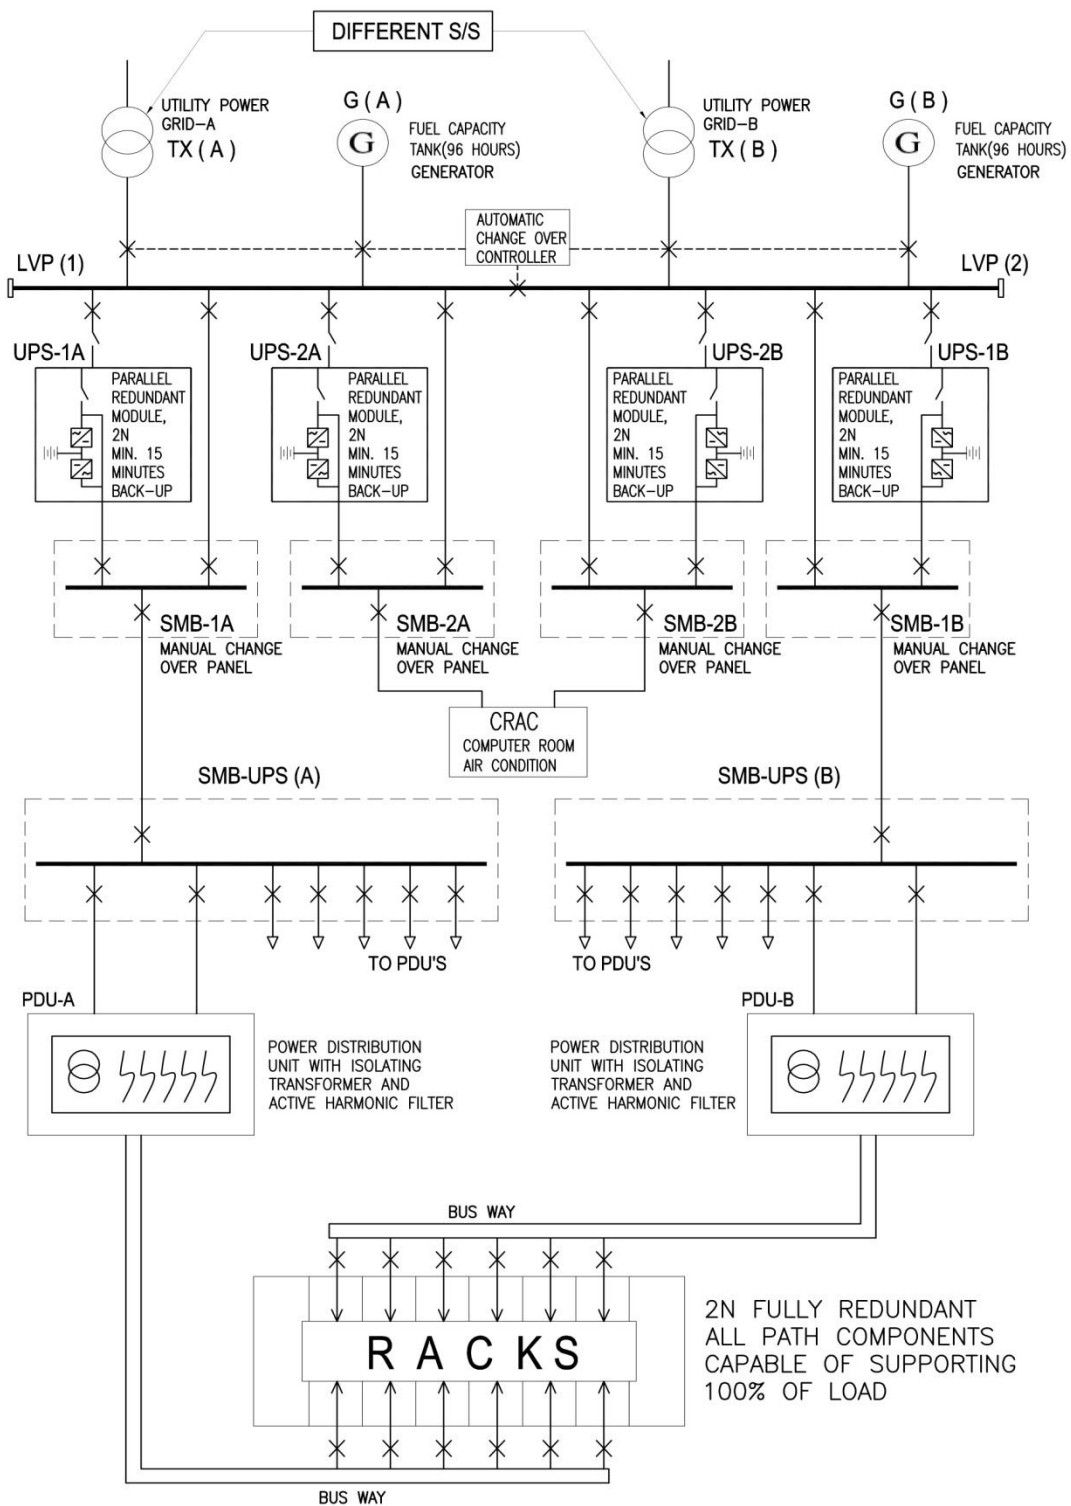 DIFFERENT S/S
UTILITY POWER
GRID-A
TX ( A )
G ( A )
G
FUEL CAPACITY
TANK(96 HOURS)
GENERATOR
UTILITY POWER
GRID-B
TX ( B )
G ( B )
G
FUEL CAPACITY
TANK(96 HOURS)
GENERATOR
AUTOMATIC
CHANGE OVER
CONTROLLER
LVP (1)
LVP (2)
UPS-1A
PARALLEL
REDUNDANT
MODULE,
2N
MIN. 15
MINUTES
BACK-UP
UPS-2A
PARALLEL
REDUNDANT
MODULE,
2N
MIN. 15
MINUTES
BACK-UP
UPS-2B
PARALLEL
REDUNDANT
MODULE,
2N
MIN. 15
MINUTES
BACK-UP
UPS-1B
PARALLEL
REDUNDANT
MODULE,
2N
MIN. 15
MINUTES
BACK-UP
SMB-1A
MANUAL CHANGE
OVER PANEL
SMB-2A
MANUAL CHANGE
OVER PANEL
SMB-2B
MANUAL CHANGE
OVER PANEL
SMB-1B
MANUAL CHANGE
OVER PANEL
CRAC
COMPUTER ROOM
AIR CONDITION
SMB-UPS (A)
SMB-UPS (B)
TO PDU'S
TO PDU'S
PDU-A
POWER DISTRIBUTION
UNIT WITH ISOLATING
TRANSFORMER AND
ACTIVE HARMONIC FILTER
PDU-B
POWER DISTRIBUTION
UNIT WITH ISOLATING
TRANSFORMER AND
ACTIVE HARMONIC FILTER
BUS WAY
RACKS
2N FULLY REDUNDANT
ALL PATH COMPONENTS
CAPABLE OF SUPPORTING
100% OF LOAD
BUS WAY